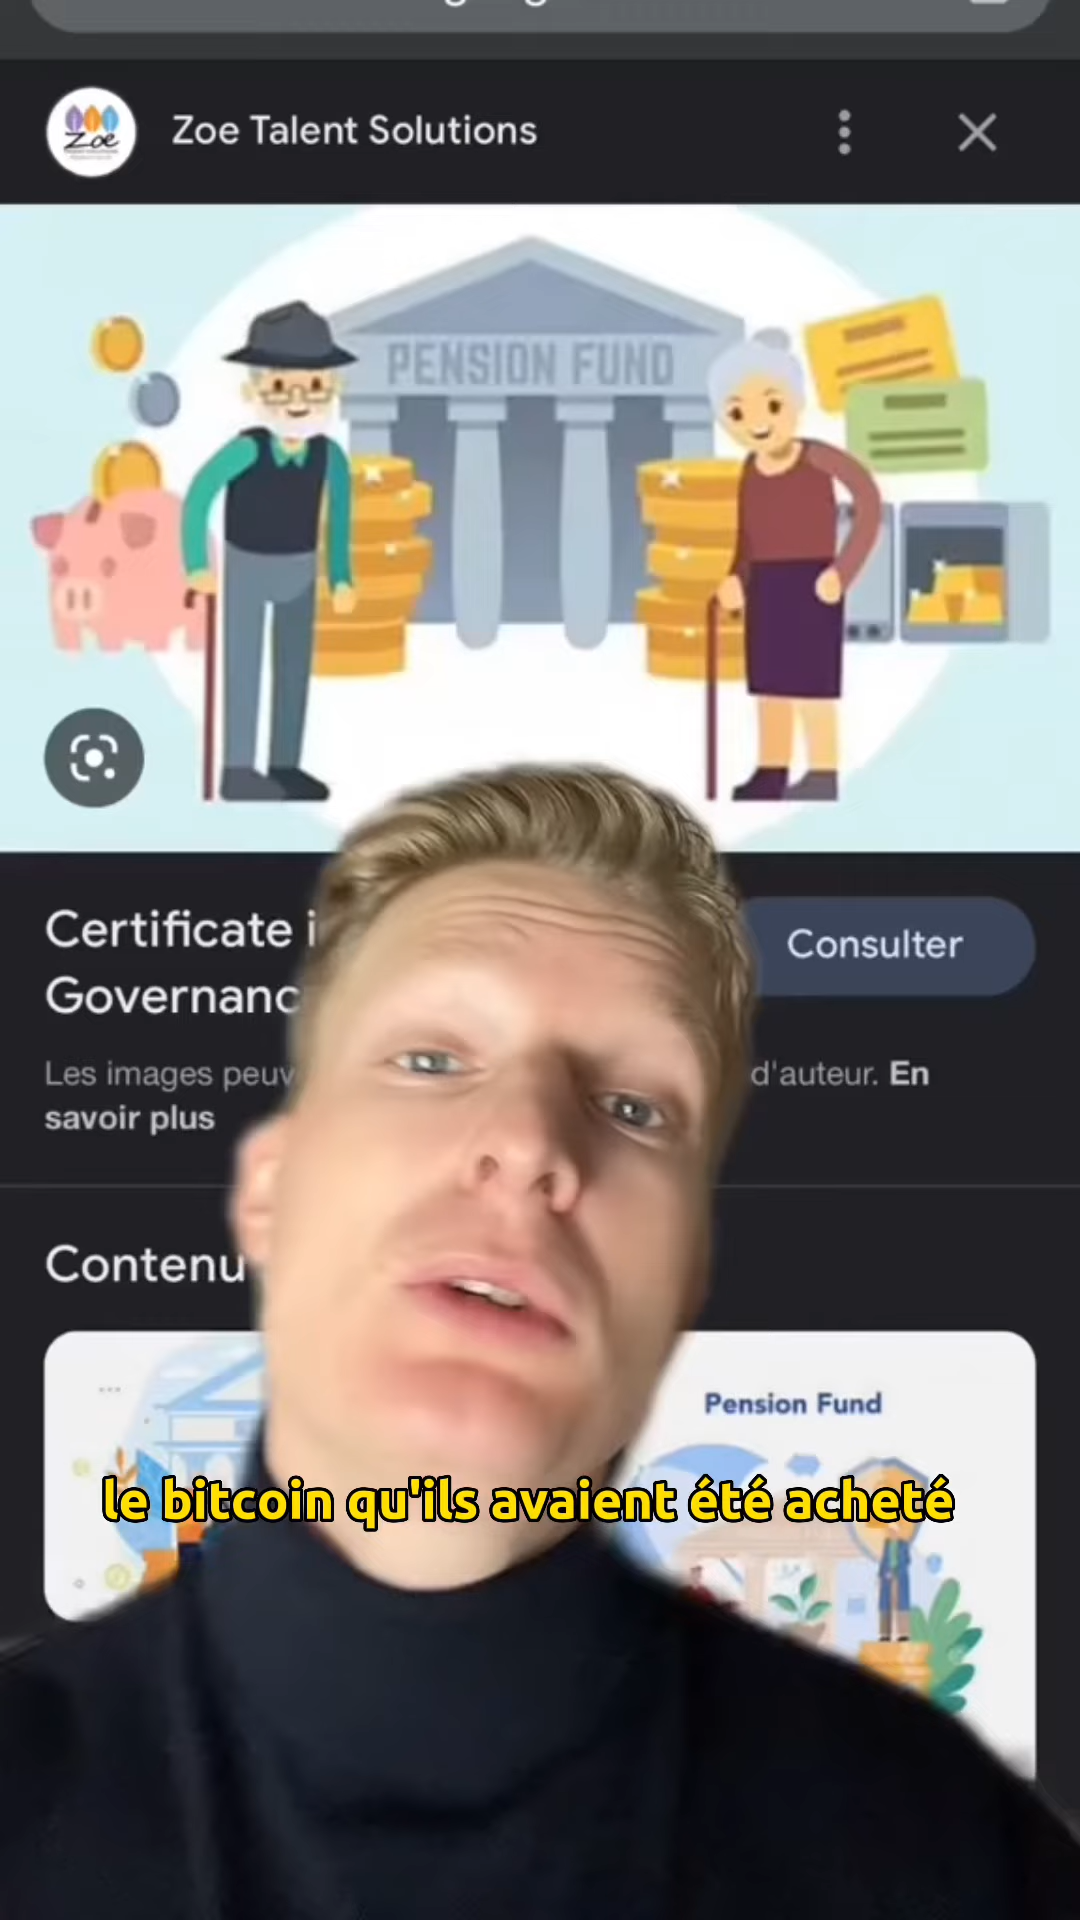 Zoe
Zoe Talent Solutions
PENSION FUND
Certificate i
Consulter
Governanc
Les images peuv
d'auteur. En
savoir plus
Contenu
Pension Fund
le bitcoin qu'ils avaient été acheté